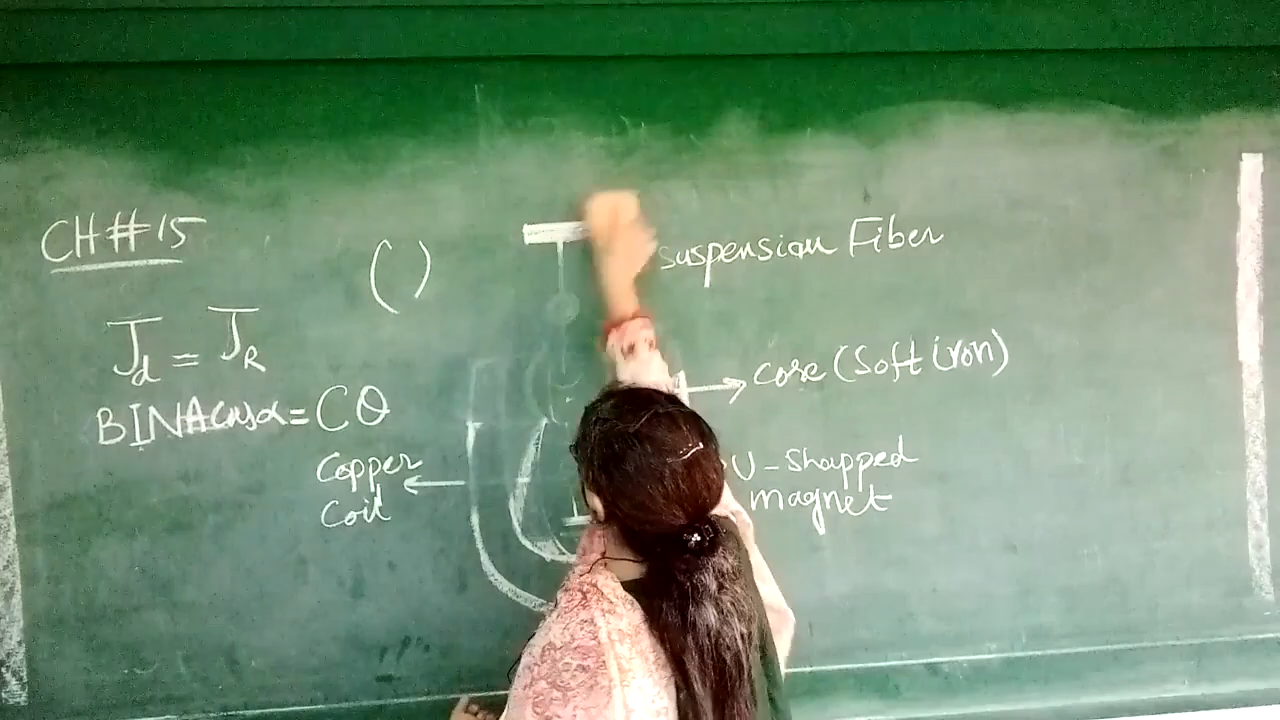 CH#15
( )
Suspension Fiber
Jd = JR
Core (Soft iron)
BINACosα = Cθ
Copper
Coil
U-Shapped
magnet